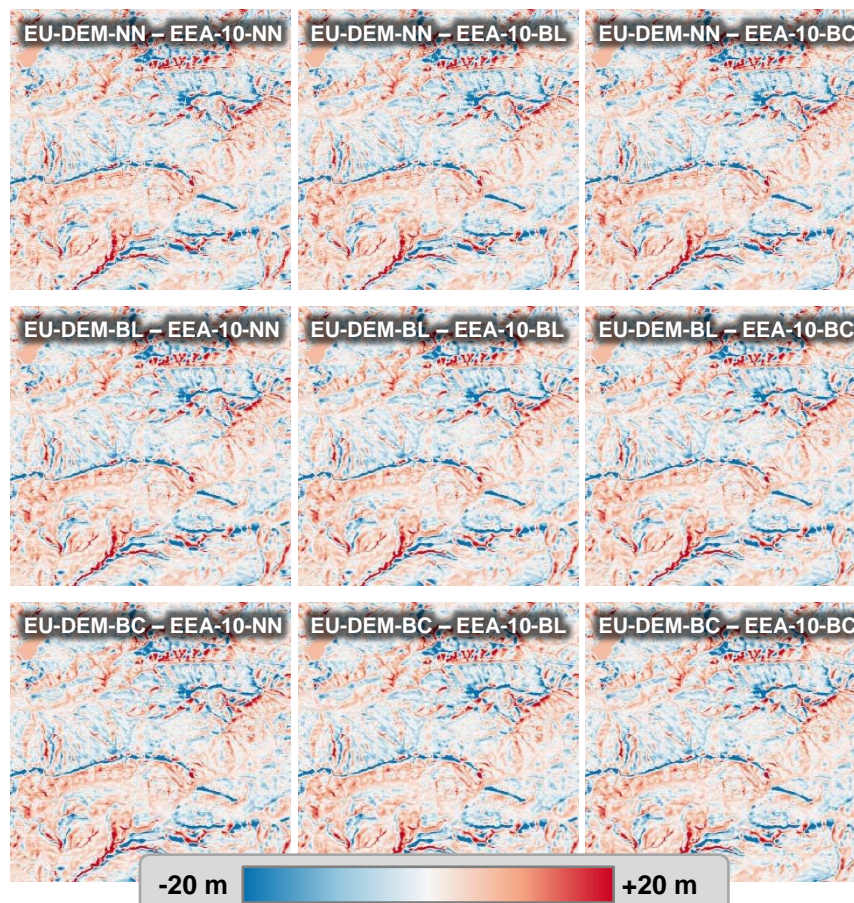 EU-DEM-NN – EEA-10-NN
EU-DEM-NN – EEA-10-BL
EU-DEM-NN – EEA-10-BC
EU-DEM-BL – EEA-10-NN
EU-DEM-BL – EEA-10-BL
EU-DEM-BL – EEA-10-BC
EU-DEM-BC – EEA-10-NN
EU-DEM-BC – EEA-10-BL
EU-DEM-BC – EEA-10-BC
-20 m
+20 m